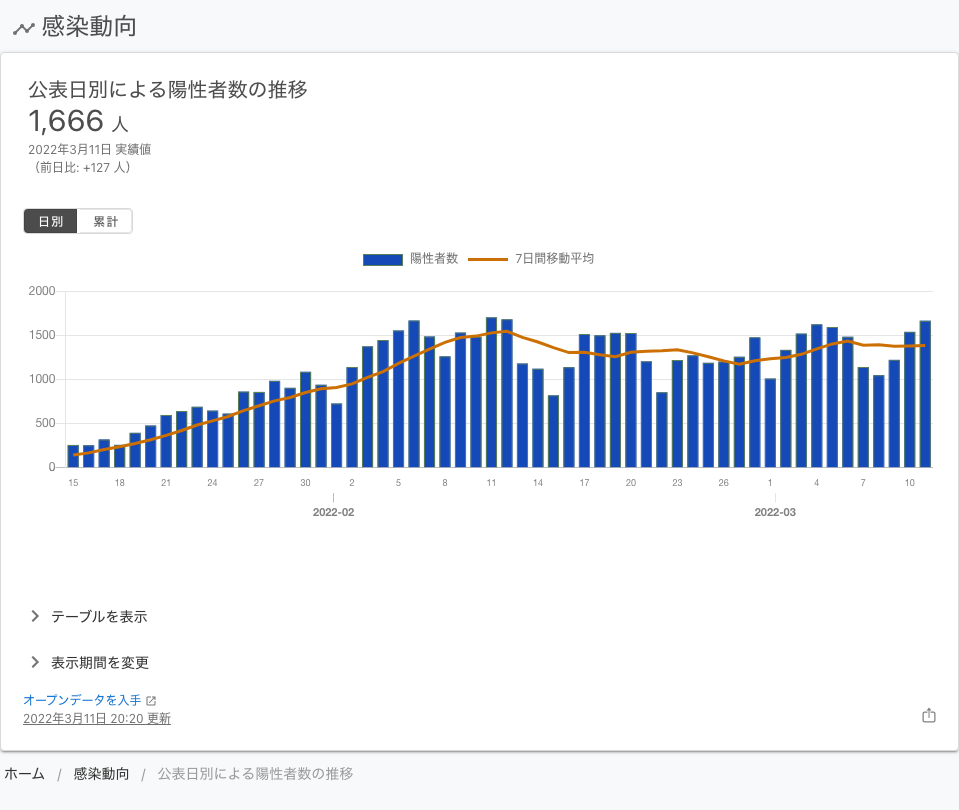 感染動向
公表日別による陽性者数の推移
1,666 人
2022年3月11日 実績値
（前日比: +127 人）
日別 累計
陽性者数 7日間移動平均
2000
1500
1000
500
0
15 18 21 24 27 30 2 5 8 11 14 17 20 23 26 1 4 7 10
2022-02 2022-03
テーブルを表示
表示期間を変更
オープンデータを入手
2022年3月11日 20:20 更新
ホーム / 感染動向 / 公表日別による陽性者数の推移